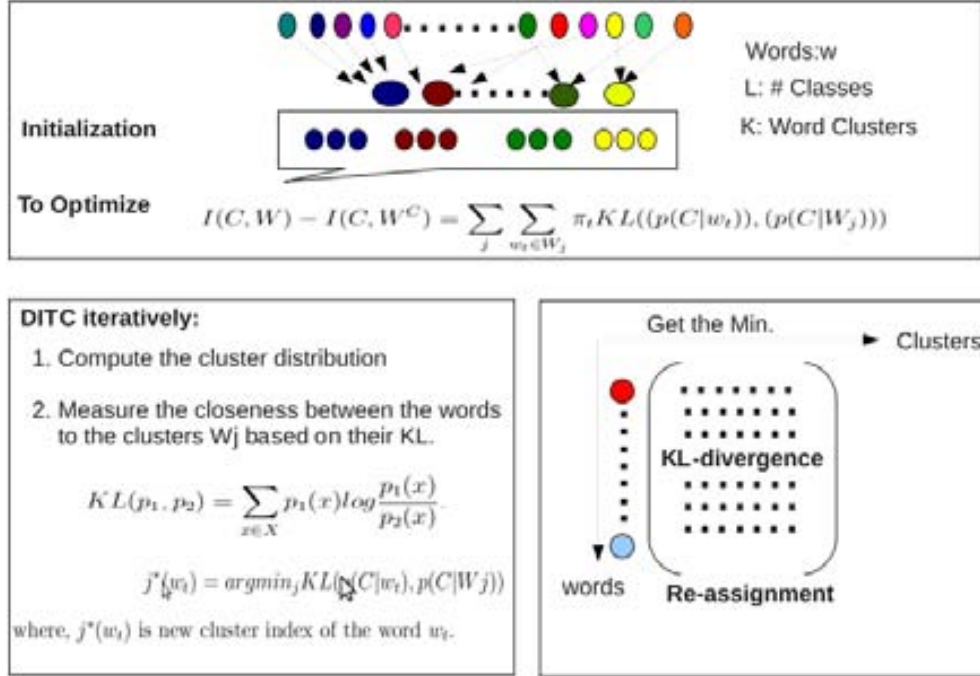 Words:w
L: # Classes
K: Word Clusters
Initialization
To Optimize
I(C, W) − I(C, W^C) = ∑_j ∑_{w_t∈W_j} π_t KL((p(C|w_t)), (p(C|W_j)))
DITC iteratively:
1. Compute the cluster distribution
2. Measure the closeness between the words
to the clusters Wj based on their KL.
KL(p_1, p_2) = ∑_{x∈X} p_1(x)log p_1(x)/p_2(x)
j*(w_t) = argmin_j KL(p(C|w_t), p(C|Wj))
where, j*(w_t) is new cluster index of the word w_t.
Get the Min.
Clusters
KL-divergence
words
Re-assignment